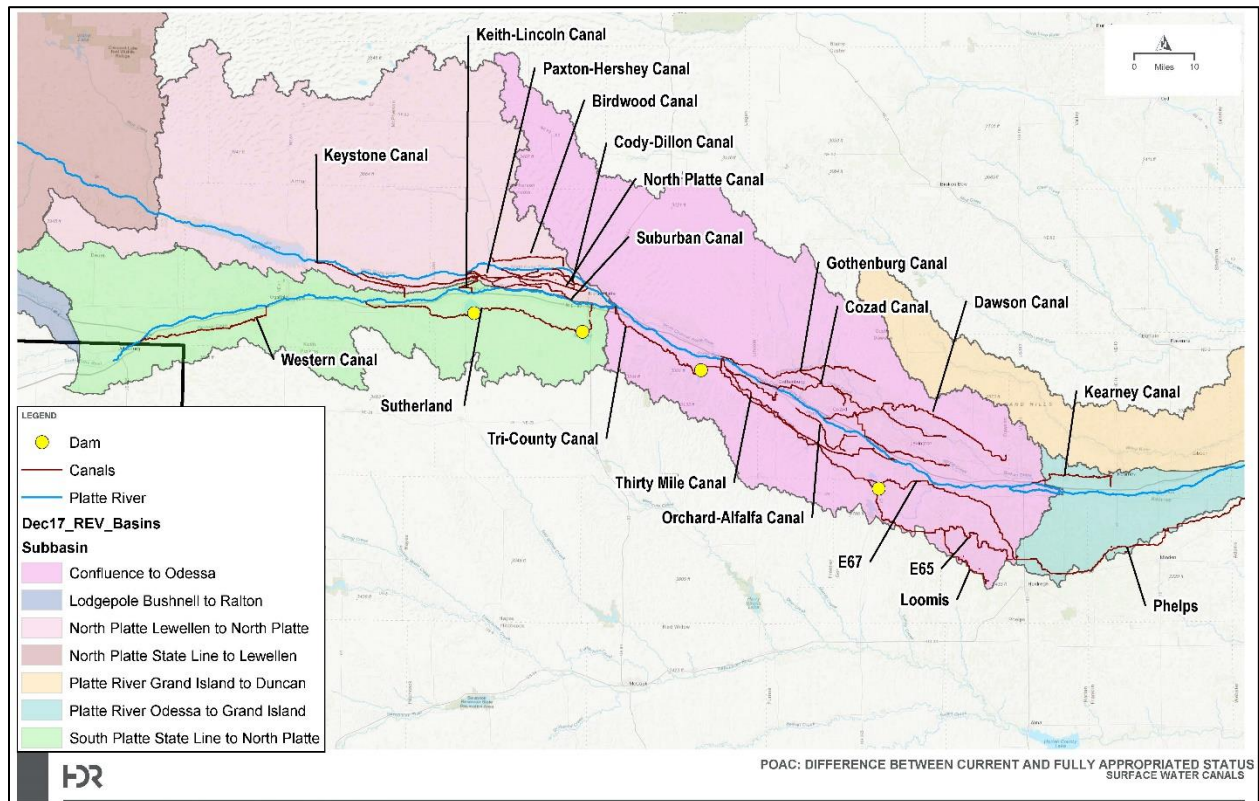 Keith-Lincoln Canal
Paxton-Hershey Canal
Birdwood Canal
Cody-Dillon Canal
Keystone Canal
North Platte Canal
Suburban Canal
Gothenburg Canal
Cozad Canal
Dawson Canal
Western Canal
Kearney Canal
Sutherland
Tri-County Canal
Thirty Mile Canal
Orchard-Alfalfa Canal
E67
E65
Loomis
Phelps
0 Miles 10
LEGEND
Dam
Canals
Platte River
Dec17_REV_Basins
Subbasin
Confluence to Odessa
Lodgepole Bushnell to Ralton
North Platte Lewellen to North Platte
North Platte State Line to Lewellen
Platte River Grand Island to Duncan
Platte River Odessa to Grand Island
South Platte State Line to North Platte
HDR
POAC: DIFFERENCE BETWEEN CURRENT AND FULLY APPROPRIATED STATUS
SURFACE WATER CANALS